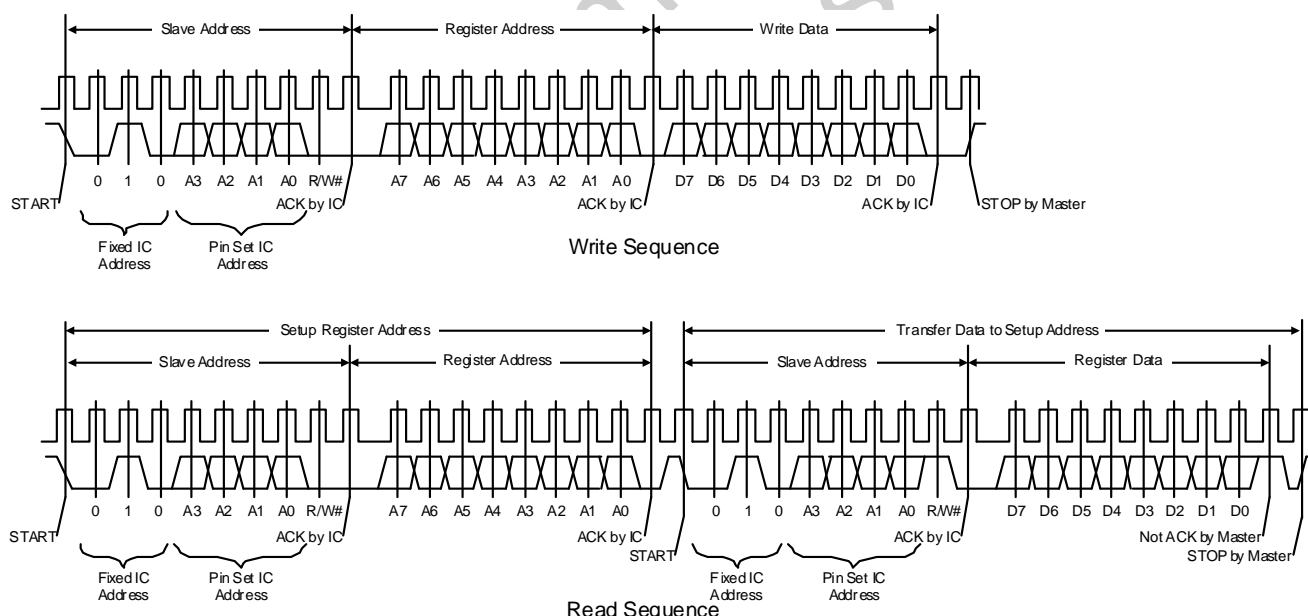 Slave Address Register Address Write Data
0 1 0 A3 A2 A1 A0 R/W# A7 A6 A5 A4 A3 A2 A1 A0 D7 D6 D5 D4 D3 D2 D1 D0
START ACK by IC ACK by IC ACK by IC STOP by Master
Fixed IC Address Pin Set IC Address
Write Sequence
Setup Register Address Transfer Data to Setup Address
Slave Address Register Address Slave Address Register Data
0 1 0 A3 A2 A1 A0 R/W# A7 A6 A5 A4 A3 A2 A1 A0 0 1 0 A3 A2 A1 A0 R/W# D7 D6 D5 D4 D3 D2 D1 D0
START ACK by IC ACK by IC ACK by IC Not ACK by Master
START STOP by Master
Fixed IC Address Pin Set IC Address Fixed IC Address Pin Set IC Address
Read Sequence